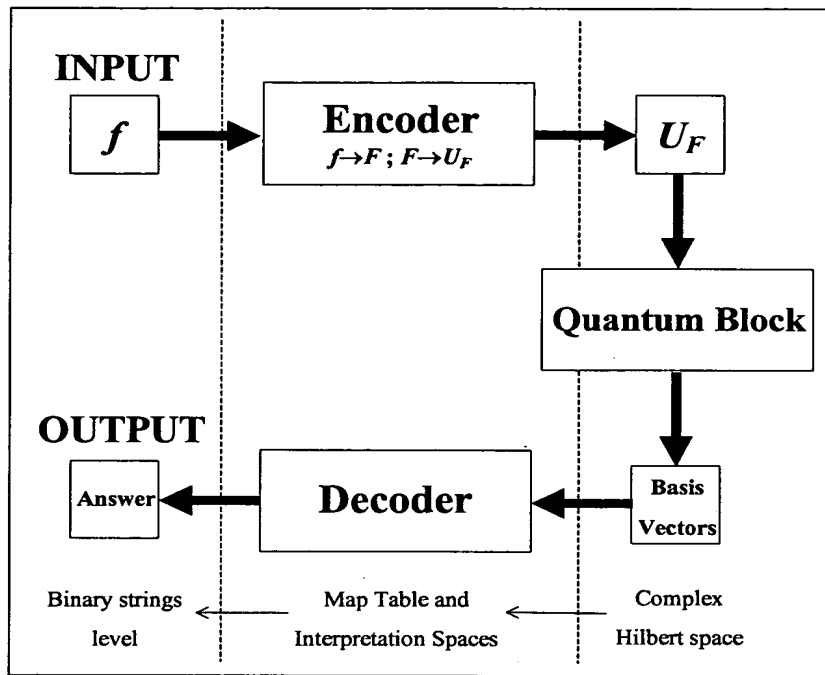 INPUT
f
Encoder
f→F ; F→U_F
U_F
Quantum Block
OUTPUT
Answer
Decoder
Basis
Vectors
Binary strings
level
Map Table and
Interpretation Spaces
Complex
Hilbert space